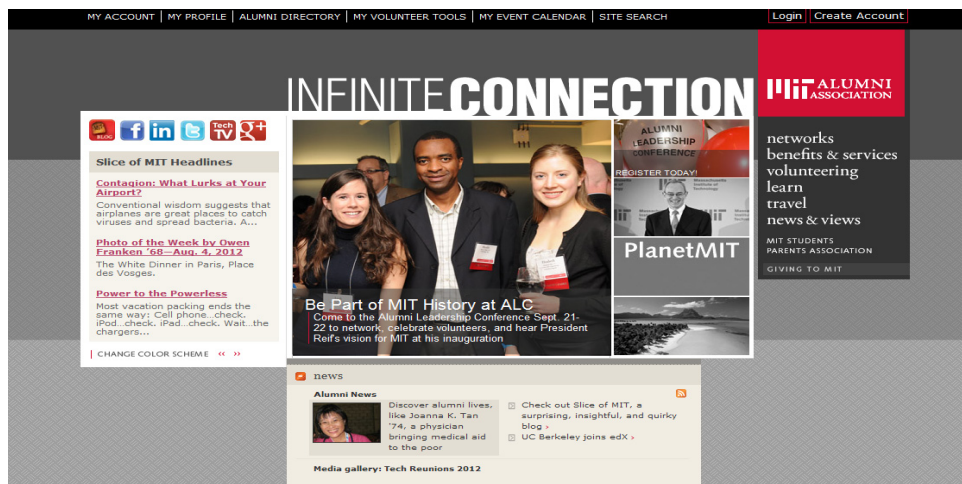 MY ACCOUNT | MY PROFILE | ALUMNI DIRECTORY | MY VOLUNTEER TOOLS | MY EVENT CALENDAR | SITE SEARCH
Login Create Account
INFINITE CONNECTION
MIT ALUMNI
ASSOCIATION
BLOG
Tech
TV
Slice of MIT Headlines
Contagion: What Lurks at Your
Airport?
Conventional wisdom suggests that
airplanes are great places to catch
viruses and spread bacteria. A...
Photo of the Week by Owen
Franken '68—Aug. 4, 2012
The White Dinner in Paris, Place
des Vosges.
Power to the Powerless
Most vacation packing ends the
same way: Cell phone...check.
iPod...check. iPad...check. Wait...the
chargers...
CHANGE COLOR SCHEME ‹‹ ››
Be Part of MIT History at ALC
Come to the Alumni Leadership Conference Sept. 21-
22 to network, celebrate volunteers, and hear President
Reif's vision for MIT at his inauguration
ALUMNI
LEADERSHIP
CONFERENCE
REGISTER TODAY!
PlanetMIT
networks
benefits & services
volunteering
learn
travel
news & views
MIT STUDENTS
PARENTS ASSOCIATION
GIVING TO MIT
news
Alumni News
Discover alumni lives,
like Joanna K. Tan
'74, a physician
bringing medical aid
to the poor
Check out Slice of MIT, a
surprising, insightful, and quirky
blog ›
UC Berkeley joins edX ›
Media gallery: Tech Reunions 2012